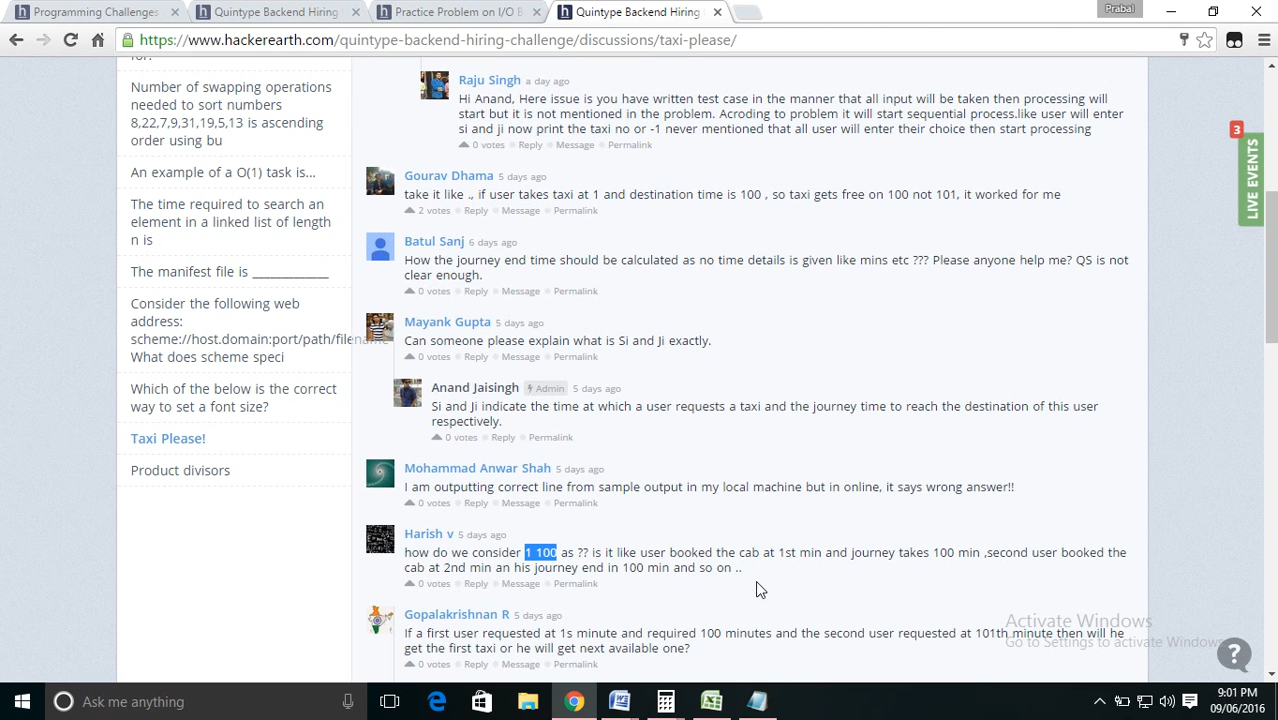 Programming Challenges
Quintype Backend Hiring
Practice Problem on I/O B
Quintype Backend Hiring
Prabal
https://www.hackerearth.com/quintype-backend-hiring-challenge/discussions/taxi-please/
for?
Number of swapping operations
needed to sort numbers
8,22,7,9,31,19,5,13 is ascending
order using bu
An example of a O(1) task is...
The time required to search an
element in a linked list of length
n is
The manifest file is _____________
Consider the following web
address:
scheme://host.domain:port/path/filename
What does scheme speci
Which of the below is the correct
way to set a font size?
Taxi Please!
Product divisors
Raju Singh a day ago
Hi Anand, Here issue is you have written test case in the manner that all input will be taken then processing will
start but it is not mentioned in the problem. Acroding to problem it will start sequential process.like user will enter
si and ji now print the taxi no or -1 never mentioned that all user will enter their choice then start processing
0 votes Reply Message Permalink
Gourav Dhama 5 days ago
take it like ., if user takes taxi at 1 and destination time is 100 , so taxi gets free on 100 not 101, it worked for me
2 votes Reply Message Permalink
Batul Sanj 6 days ago
How the journey end time should be calculated as no time details is given like mins etc ??? Please anyone help me? QS is not
clear enough.
0 votes Reply Message Permalink
Mayank Gupta 5 days ago
Can someone please explain what is Si and Ji exactly.
0 votes Reply Message Permalink
Anand Jaisingh Admin 5 days ago
Si and Ji indicate the time at which a user requests a taxi and the journey time to reach the destination of this user
respectively.
0 votes Reply Permalink
Mohammad Anwar Shah 5 days ago
I am outputting correct line from sample output in my local machine but in online, it says wrong answer!!
0 votes Reply Message Permalink
Harish v 5 days ago
how do we consider 1 100 as ?? is it like user booked the cab at 1st min and journey takes 100 min ,second user booked the
cab at 2nd min an his journey end in 100 min and so on ..
0 votes Reply Message Permalink
Gopalakrishnan R 5 days ago
If a first user requested at 1s minute and required 100 minutes and the second user requested at 101th minute then will he
get the first taxi or he will get next available one?
0 votes Reply Message Permalink
3
LIVE EVENTS
Activate Windows
Go to Settings to activate Windows.
?
Ask me anything
9:01 PM
09/06/2016